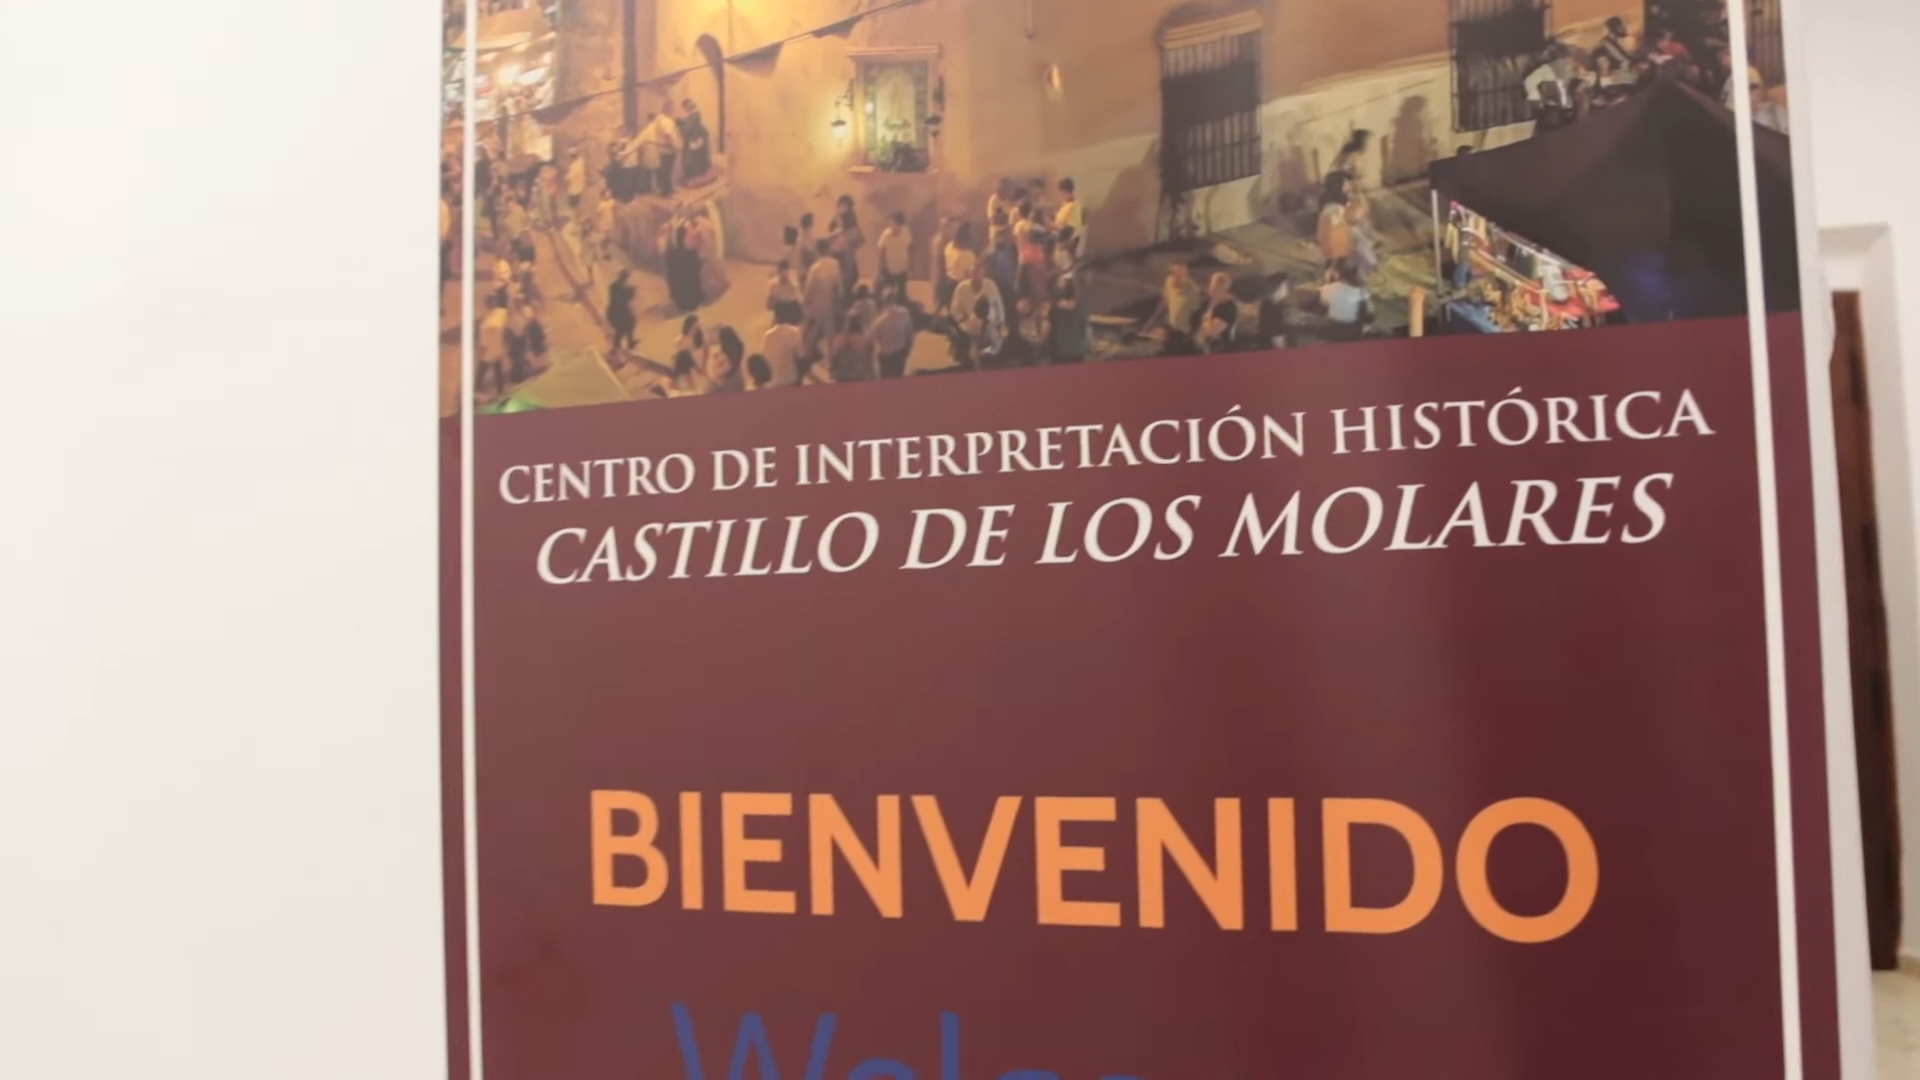 CENTRO DE INTERPRETACIÓN HISTÓRICA
CASTILLO DE LOS MOLARES
BIENVENIDO